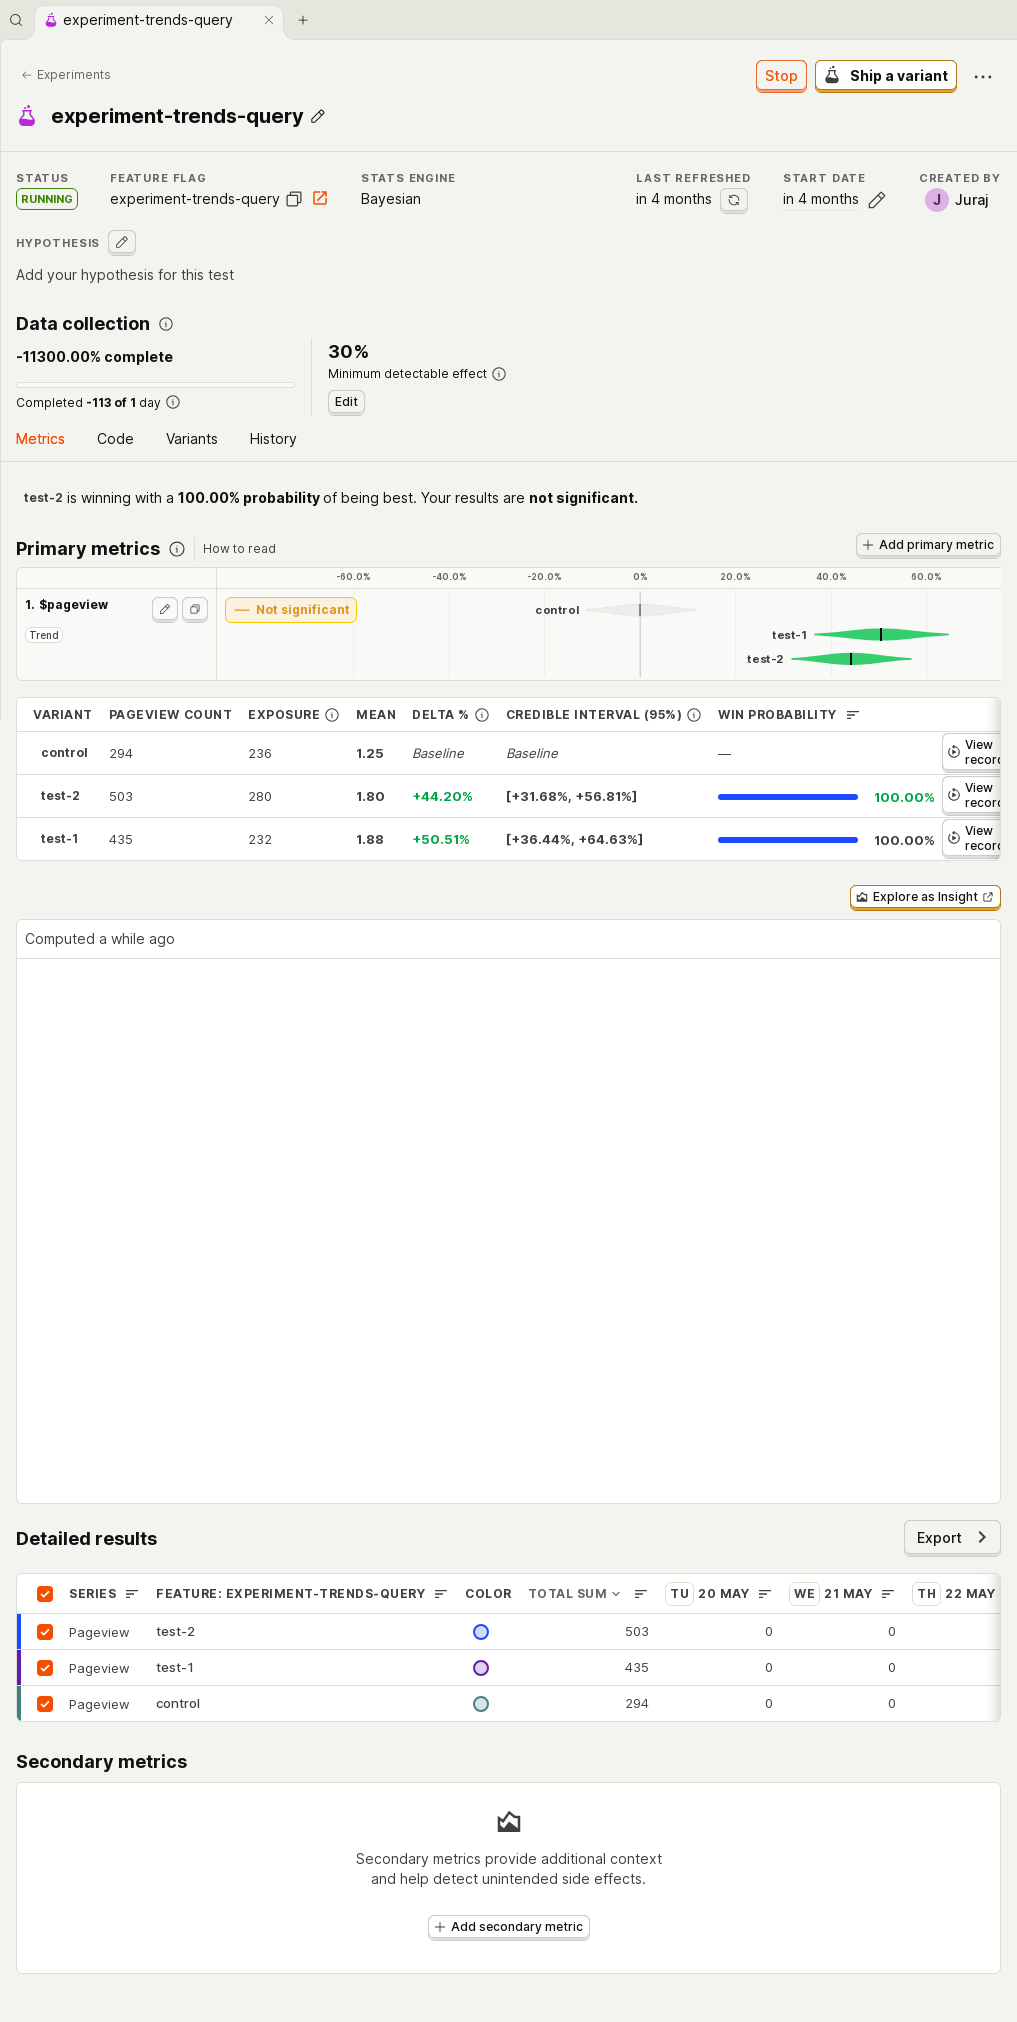 experiment-trends-query
Experiments
Stop
Ship a variant
experiment-trends-query
STATUS
FEATURE FLAG
STATS ENGINE
LAST REFRESHED
START DATE
CREATED BY
RUNNING
experiment-trends-query
Bayesian
in 4 months
in 4 months
J
Juraj
HYPOTHESIS
Add your hypothesis for this test
Data collection
-11300.00% complete
30%
Minimum detectable effect
Completed -113 of 1 day
Edit
Metrics Code Variants History
test-2 is winning with a 100.00% probability of being best. Your results are not significant.
Primary metrics
How to read
Add primary metric
-60.0% -40.0% -20.0% 0% 20.0% 40.0% 60.0%
1. $pageview
Trend
— Not significant
control
test-1
test-2
VARIANT PAGEVIEW COUNT EXPOSURE MEAN DELTA % CREDIBLE INTERVAL (95%) WIN PROBABILITY
control 294 236 1.25 Baseline Baseline — View recorc
test-2 503 280 1.80 +44.20% [+31.68%, +56.81%] 100.00% View recorc
test-1 435 232 1.88 +50.51% [+36.44%, +64.63%] 100.00% View recorc
Explore as Insight
Computed a while ago
Detailed results
Export
SERIES FEATURE: EXPERIMENT-TRENDS-QUERY COLOR TOTAL SUM TU 20 MAY WE 21 MAY TH 22 MAY
Pageview test-2 503 0 0
Pageview test-1 435 0 0
Pageview control 294 0 0
Secondary metrics
Secondary metrics provide additional context
and help detect unintended side effects.
Add secondary metric